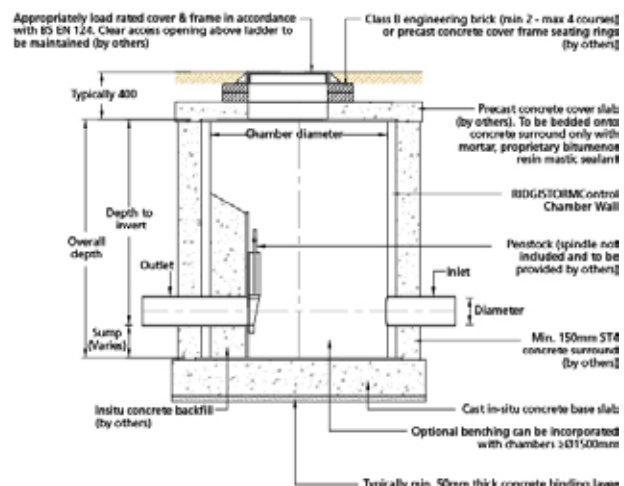 Appropriately load rated cover & frame in accordance
with BS EN 124. Clear access opening above ladder to
be maintained (by others)
Class B engineering brick (min 2 - max 4 courses)
or precast concrete cover frame seating rings
(by others)
Typically 400
Precast concrete cover slab
(by others). To be bedded onto
concrete surround only with
mortar, proprietary bitumen or
resin mastic sealant
Chamber diameter
RIDGISTORMControl
Chamber Wall
Depth to
invert
Overall
depth
Penstock (spindle not
included and to be
provided by others)
Outlet
Inlet
Diameter
Sump
(Varies)
Min. 150mm ST4
concrete surround
(by others)
Insitu concrete backfill
(by others)
Cast in-situ concrete base slab
Optional benching can be incorporated
with chambers ≥Ø1500mm
Typically min. 50mm thick concrete binding layer